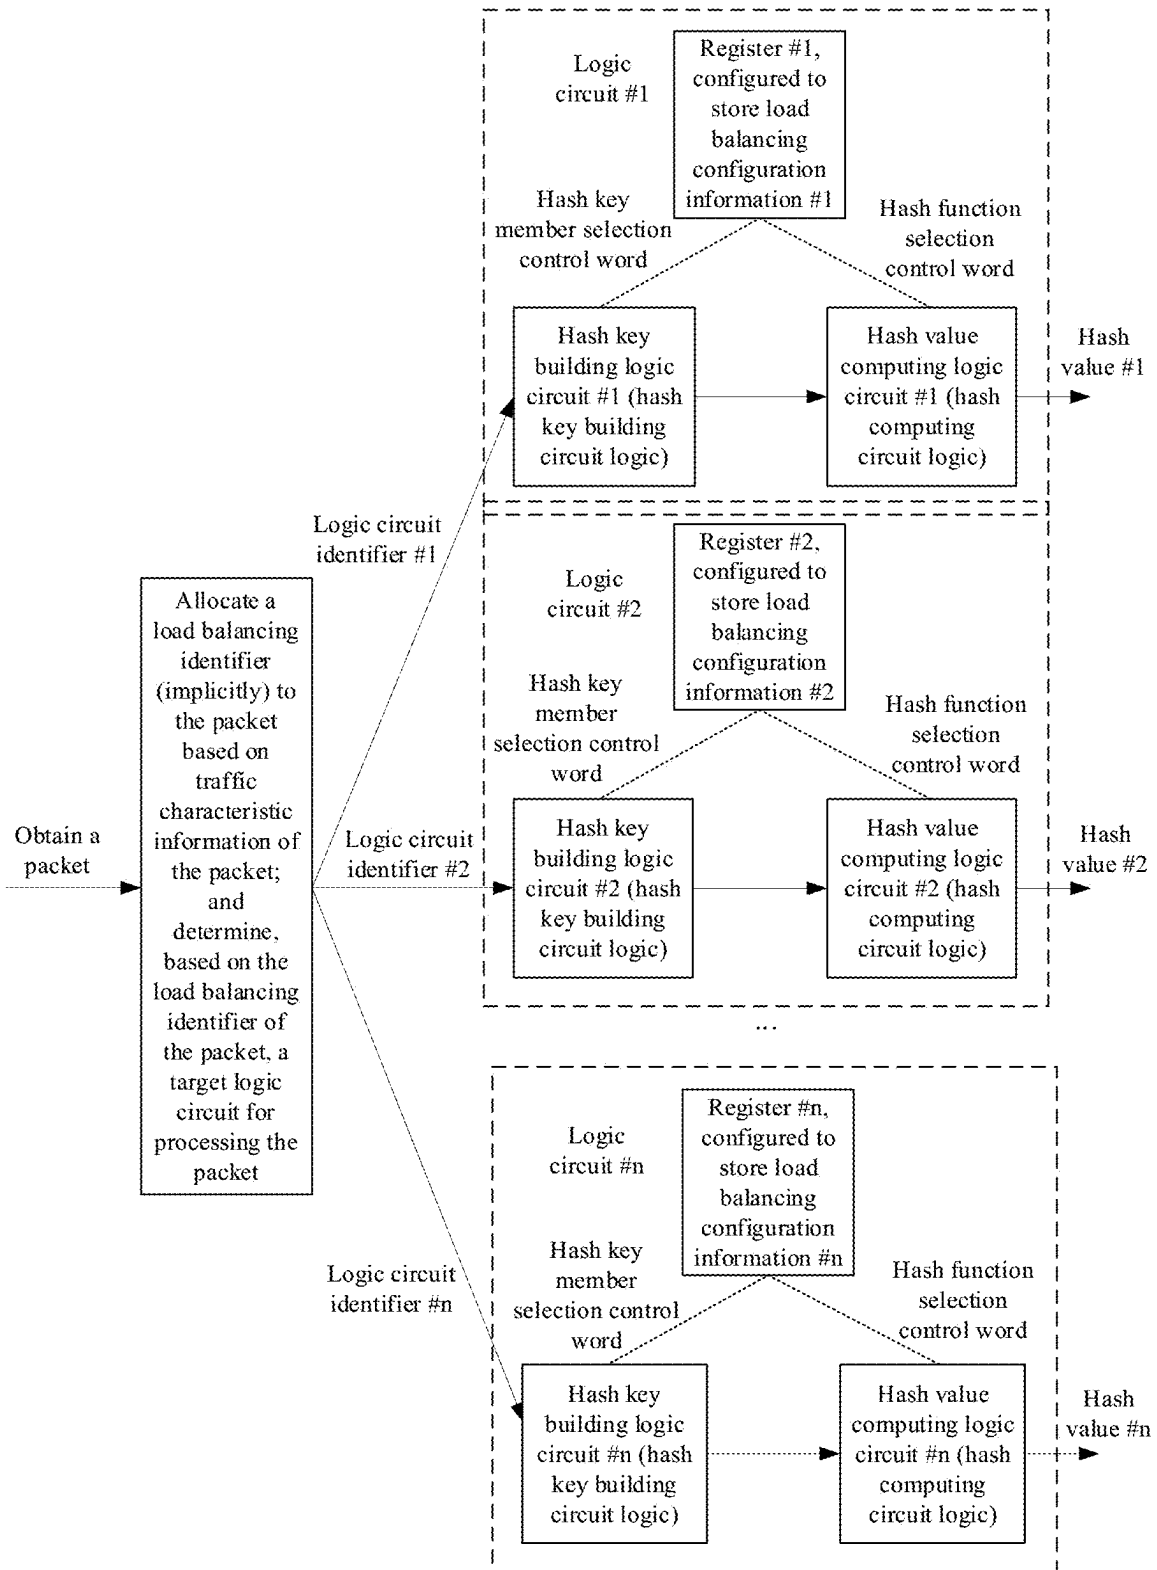 Obtain a
packet
Allocate a
load balancing
identifier
(implicitly) to
the packet
based on
traffic
characteristic
information of
the packet;
and
determine,
based on the
load balancing
identifier of
the packet, a
target logic
circuit for
processing the
packet
Logic circuit
identifier #1
Logic circuit
identifier #2
Logic circuit
identifier #n
Logic
circuit #1
Register #1,
configured to
store load
balancing
configuration
information #1
Hash key
member selection
control word
Hash function
selection
control word
Hash key
building logic
circuit #1 (hash
key building
circuit logic)
Hash value
computing logic
circuit #1 (hash
computing
circuit logic)
Hash
value #1
Logic
circuit #2
Register #2,
configured to
store load
balancing
configuration
information #2
Hash key
member
selection control
word
Hash function
selection
control word
Hash key
building logic
circuit #2 (hash
key building
circuit logic)
Hash value
computing logic
circuit #2 (hash
computing
circuit logic)
Hash
value #2
...
Logic
circuit #n
Register #n,
configured to
store load
balancing
configuration
information #n
Hash key
member
selection control
word
Hash function
selection
control word
Hash key
building logic
circuit #n (hash
key building
circuit logic)
Hash value
computing logic
circuit #n (hash
computing
circuit logic)
Hash
value #n